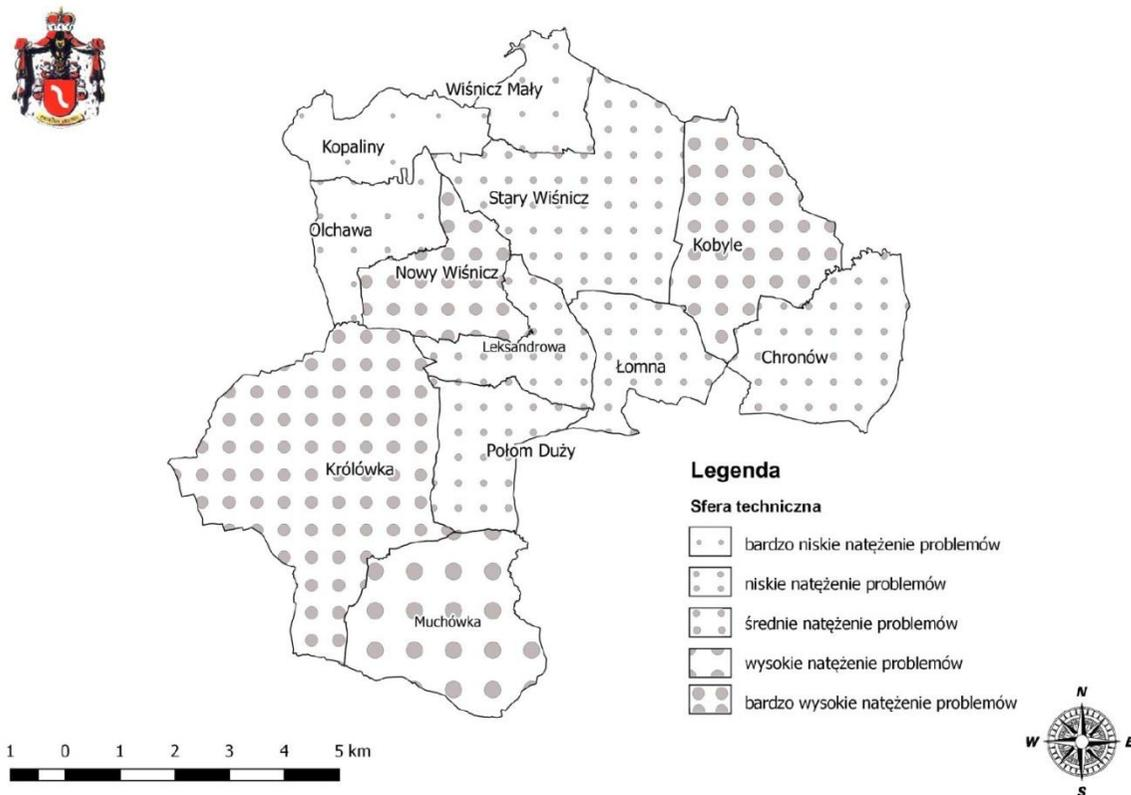 Wiśnicz Mały
Kopaliny
Stary Wiśnicz
Olchawa
Kobyle
Nowy Wiśnicz
Leksandrowa
Chronów
Łomna
Połom Duży
Królówka
Muchówka
Legenda
Sfera techniczna
bardzo niskie natężenie problemów
niskie natężenie problemów
średnie natężenie problemów
wysokie natężenie problemów
bardzo wysokie natężenie problemów
1 0 1 2 3 4 5 km
N
W E
S